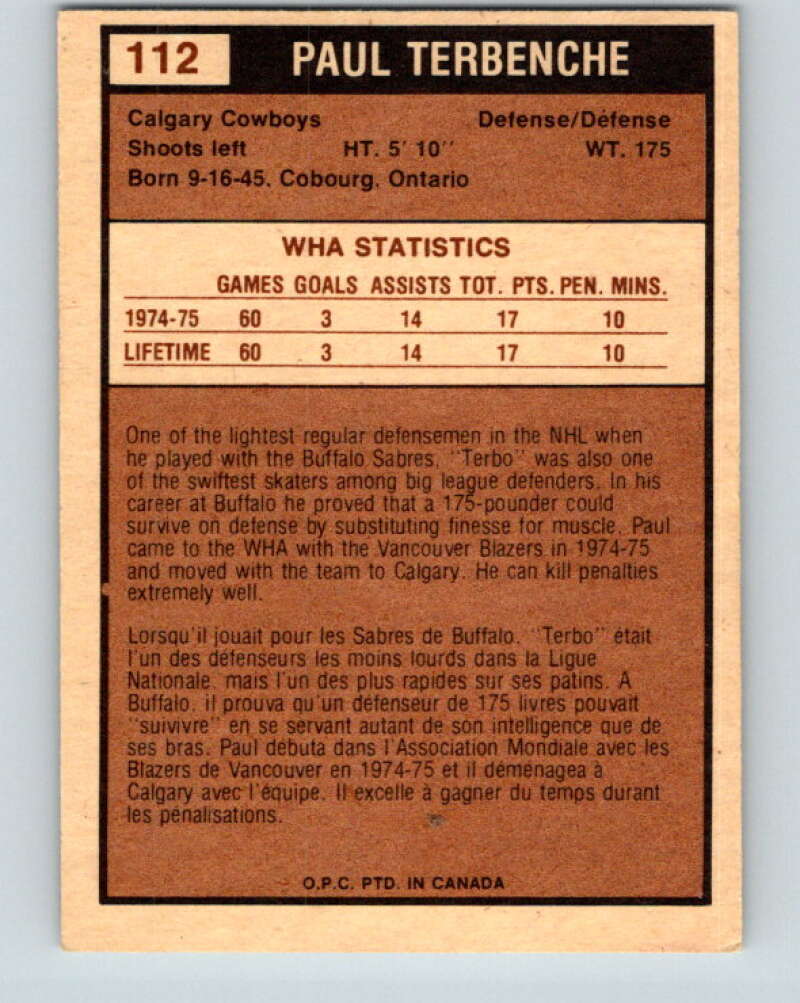 112 PAUL TERBENCHE
Calgary Cowboys Defense/Défense
Shoots left HT. 5' 10'' WT. 175
Born 9-16-45, Cobourg, Ontario
WHA STATISTICS
GAMES GOALS ASSISTS TOT. PTS. PEN. MINS.
1974-75 60 3 14 17 10
LIFETIME 60 3 14 17 10
One of the lightest regular defensemen in the NHL when
he played with the Buffalo Sabres, "Terbo" was also one
of the swiftest skaters among big league defenders. In his
career at Buffalo he proved that a 175-pounder could
survive on defense by substituting finesse for muscle. Paul
came to the WHA with the Vancouver Blazers in 1974-75
and moved with the team to Calgary. He can kill penalties
extremely well.
Lorsqu'il jouait pour les Sabres de Buffalo, "Terbo" était
l'un des défenseurs les moins lourds dans la Ligue
Nationale, mais l'un des plus rapides sur ses patins. A
Buffalo, il prouva qu'un défenseur de 175 livres pouvait
"suivivre" en se servant autant de son intelligence que de
ses bras. Paul débuta dans l'Association Mondiale avec les
Blazers de Vancouver en 1974-75 et il déménagea à
Calgary avec l'équipe. Il excelle à gagner du temps durant
les pénalisations.
O.P.C. PTD. IN CANADA